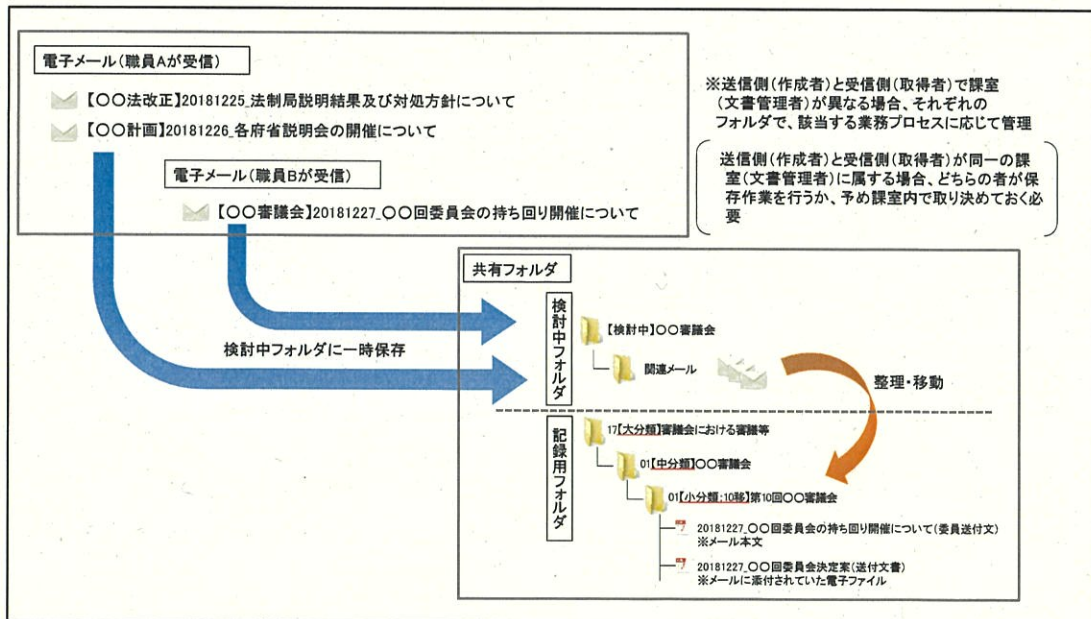 電子メール(職員Aが受信)
【〇〇法改正】20181225_法制局説明結果及び対処方針について
【〇〇計画】20181226_各府省説明会の開催について
電子メール(職員Bが受信)
【〇〇審議会】20181227_〇〇回委員会の持ち回り開催について
※送信側(作成者)と受信側(取得者)で課室
(文書管理者)が異なる場合、それぞれの
フォルダで、該当する業務プロセスに応じて管理
送信側(作成者)と受信側(取得者)が同一の課
室(文書管理者)に属する場合、どちらの者が保
存作業を行うか、予め課室内で取り決めておく必
要
検討中フォルダに一時保存
共有フォルダ
検討中フォルダ
【検討中】〇〇審議会
関連メール
整理・移動
記録用フォルダ
17【大分類】審議会における審議等
01【中分類】〇〇審議会
01【小分類:10移】第10回〇〇審議会
20181227_〇〇回委員会の持ち回り開催について(委員送付文)
※メール本文
20181227_〇〇回委員会決定案(送付文書)
※メールに添付されていた電子ファイル